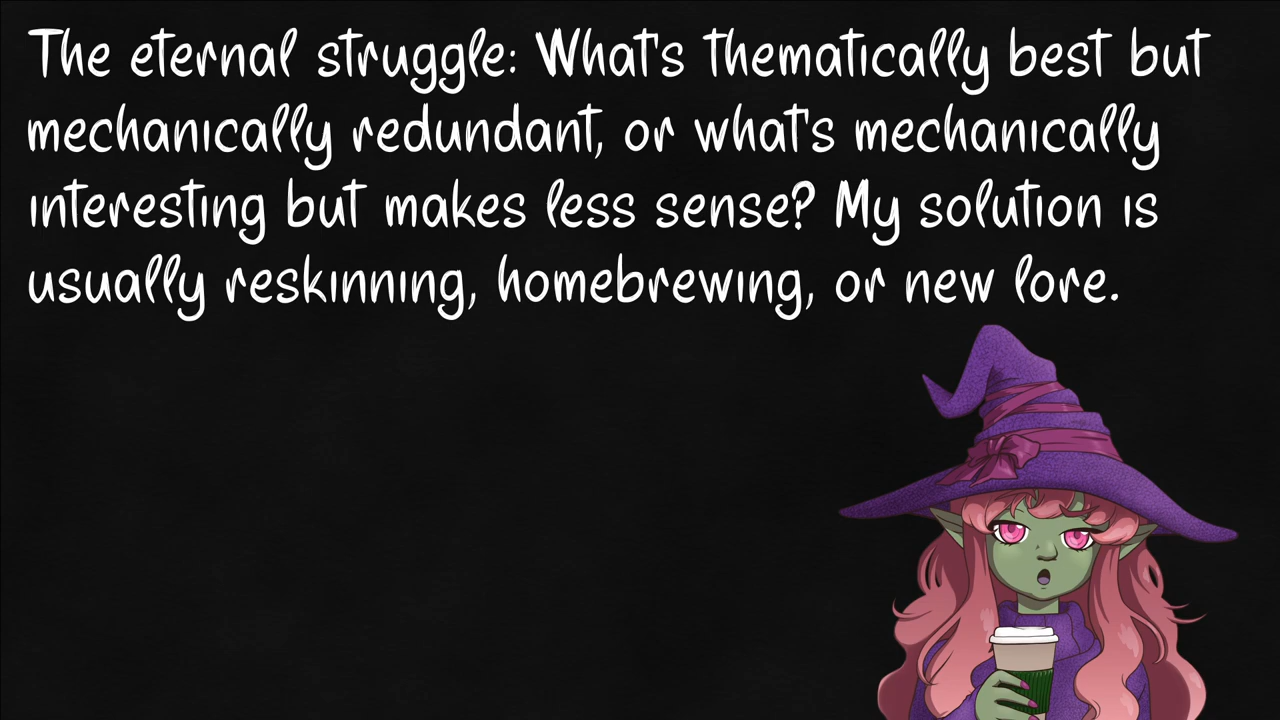 The eternal struggle: What's thematically best but
mechanically redundant, or what's mechanically
interesting but makes less sense? My solution is
usually reskinning, homebrewing, or new lore.